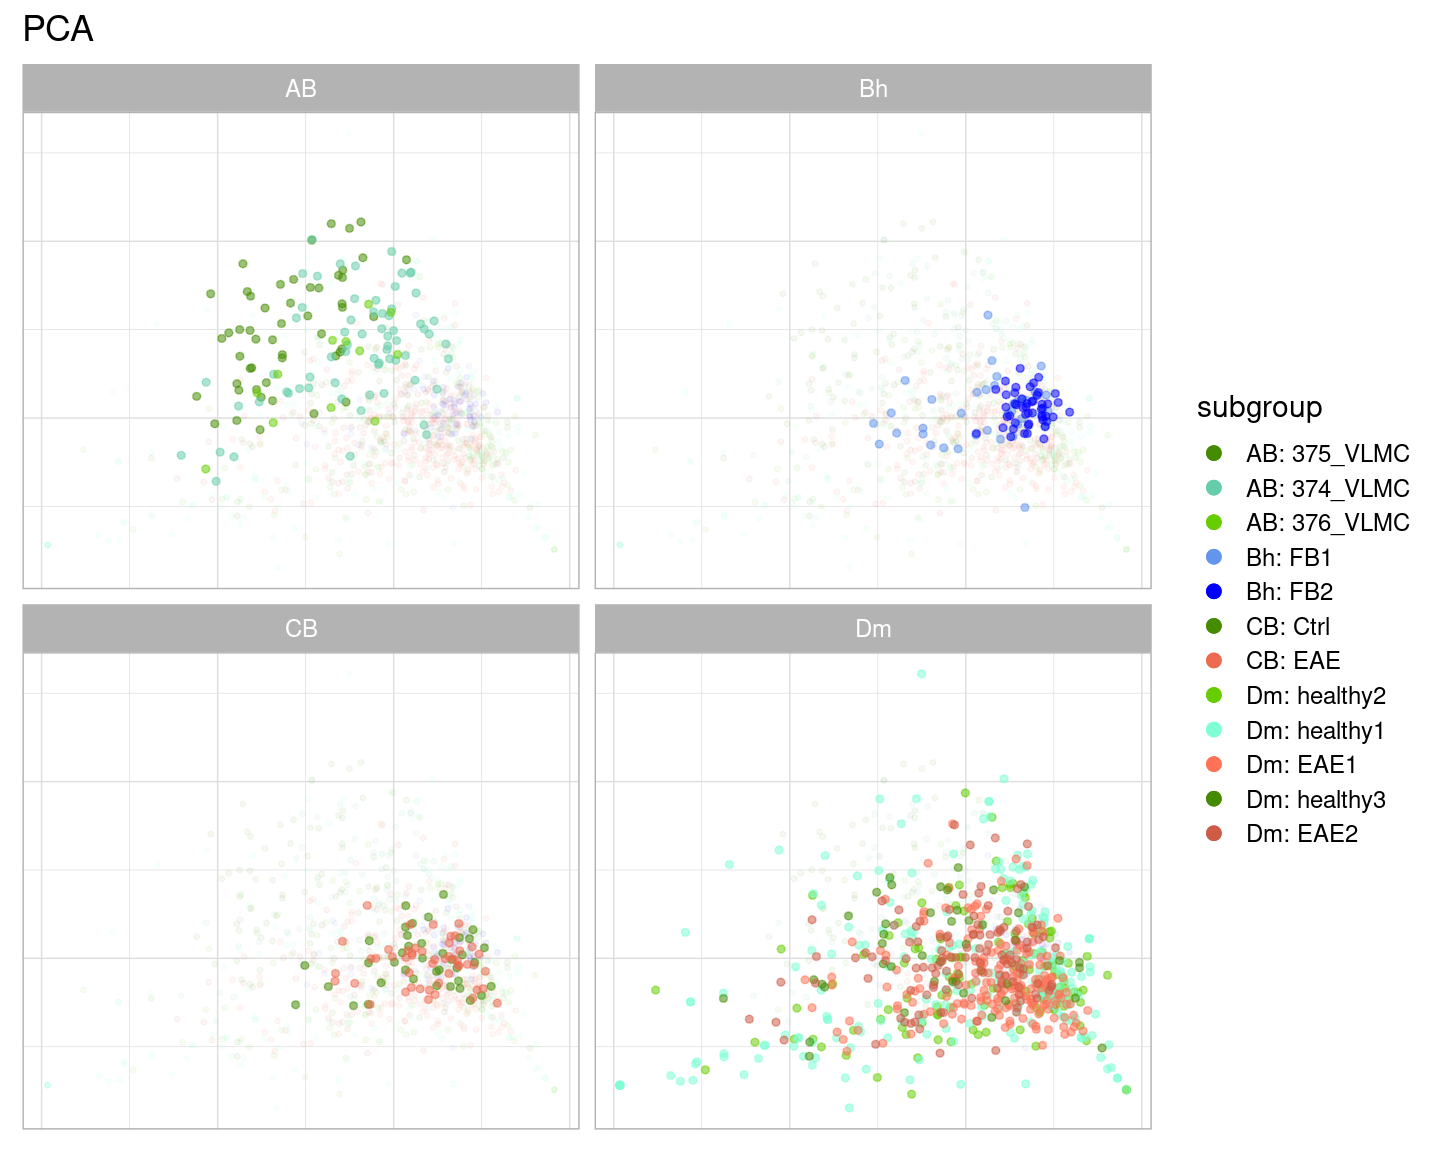 PCA
AB
Bh
CB
Dm
subgroup
AB: 375_VLMC
AB: 374_VLMC
AB: 376_VLMC
Bh: FB1
Bh: FB2
CB: Ctrl
CB: EAE
Dm: healthy2
Dm: healthy1
Dm: EAE1
Dm: healthy3
Dm: EAE2